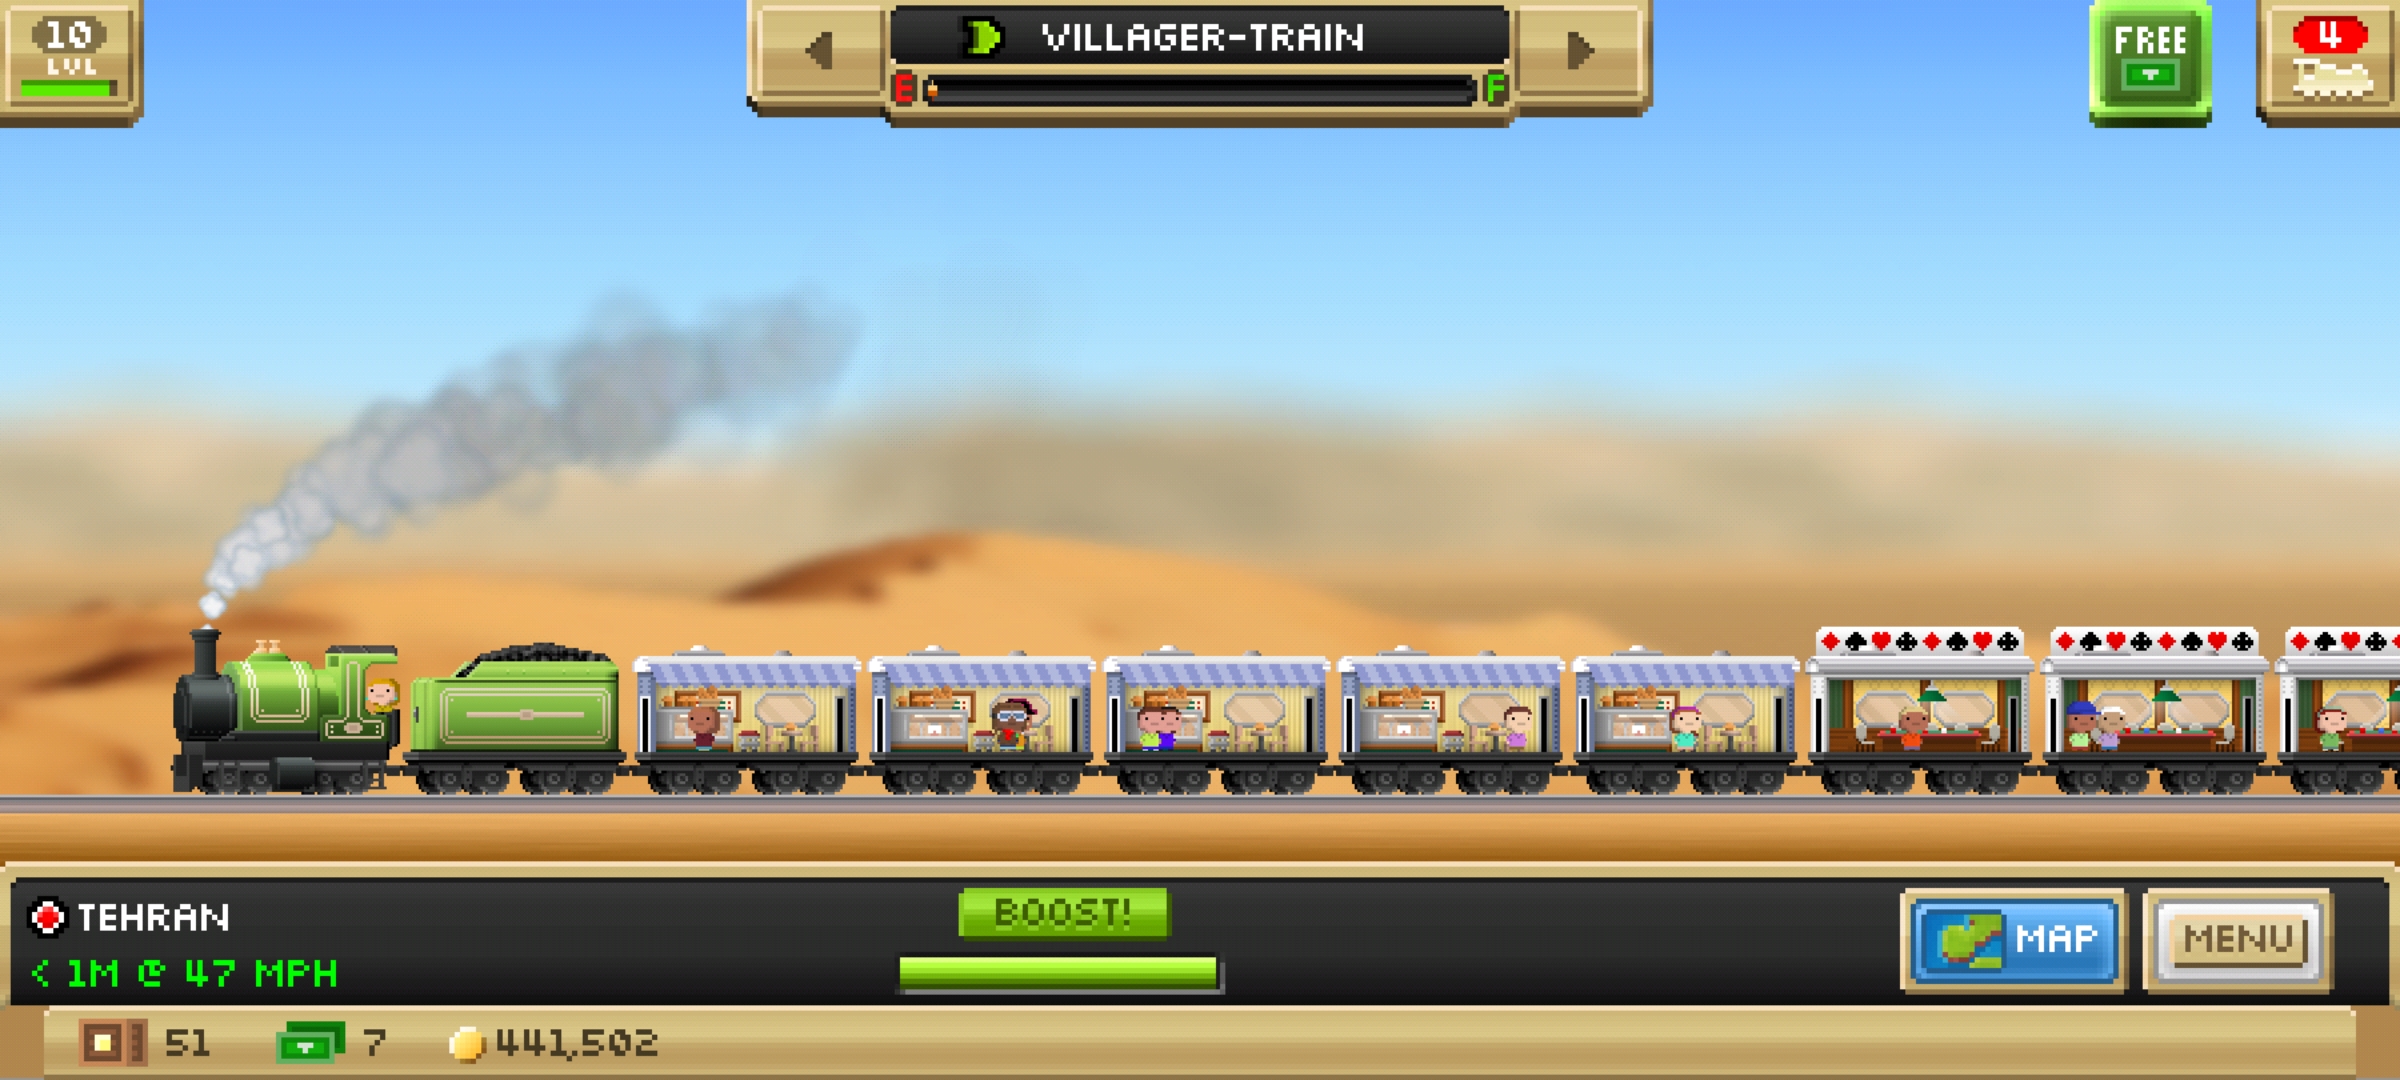 10
LVL
VILLAGER-TRAIN
E F
FREE
4
TEHRAN
< 1M @ 47 MPH
BOOST!
MAP
MENU
51
7
441,502